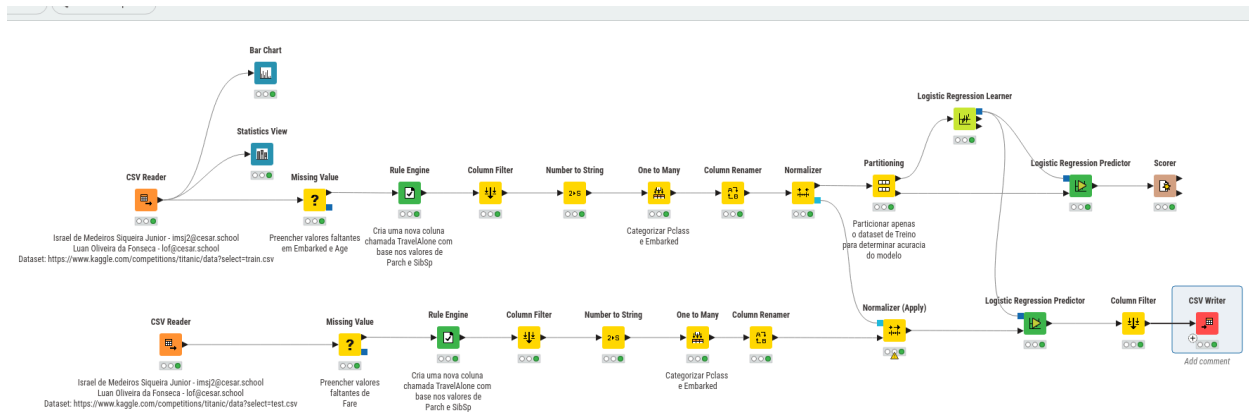 Bar Chart
Statistics View
CSV Reader
Israel de Medeiros Siqueira Junior - imsj2@cesar.school
Luan Oliveira da Fonseca - lof@cesar.school
Dataset: https://www.kaggle.com/competitions/titanic/data?select=train.csv
Missing Value
?
Preencher valores faltantes
em Embarked e Age
Rule Engine
Cria uma nova coluna
chamada TravelAlone com
base nos valores de
Parch e SibSp
Column Filter
Number to String
2▸S
One to Many
Categorizar Pclass
e Embarked
Column Renamer
Normalizer
Partitioning
Particionar apenas
o dataset de Treino
para determinar acuracia
do modelo
Logistic Regression Learner
Logistic Regression Predictor
Scorer
CSV Reader
Israel de Medeiros Siqueira Junior - imsj2@cesar.school
Luan Oliveira da Fonseca - lof@cesar.school
Dataset: https://www.kaggle.com/competitions/titanic/data?select=test.csv
Missing Value
?
Preencher valores
faltantes de
Fare
Rule Engine
Cria uma nova coluna
chamada TravelAlone com
base nos valores de
Parch e SibSp
Column Filter
Number to String
2▸S
One to Many
Categorizar Pclass
e Embarked
Column Renamer
Normalizer (Apply)
Logistic Regression Predictor
Column Filter
CSV Writer
Add comment